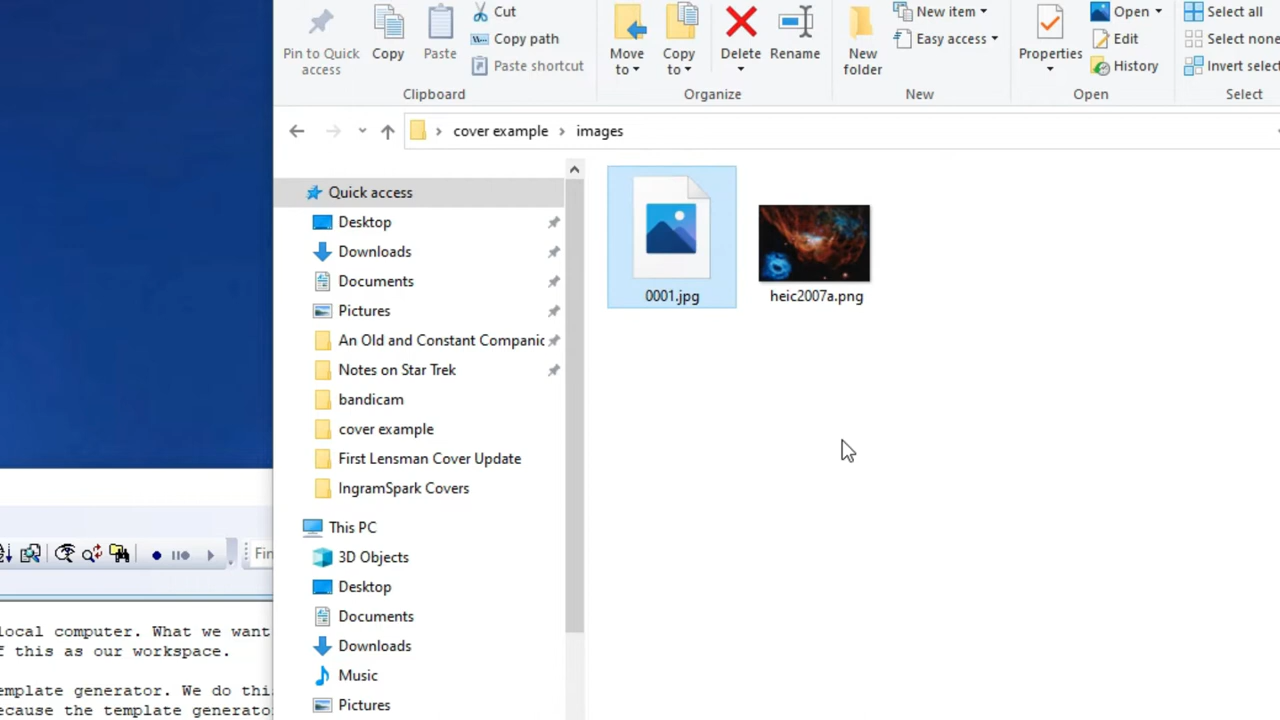 Pin to Quick access
Copy
Paste
Cut
Copy path
Paste shortcut
Clipboard
Move to
Copy to
Delete
Rename
Organize
New folder
New item
Easy access
New
Properties
Open
Edit
History
Open
Select all
Select none
Invert selec
Select
cover example
images
Quick access
Desktop
Downloads
Documents
Pictures
An Old and Constant Companic
Notes on Star Trek
bandicam
cover example
First Lensman Cover Update
IngramSpark Covers
This PC
3D Objects
Desktop
Documents
Downloads
Music
Pictures
0001.jpg
heic2007a.png
Fin
local computer. What we want
f this as our workspace.
emplate generator. We do thi
ecause the template generato